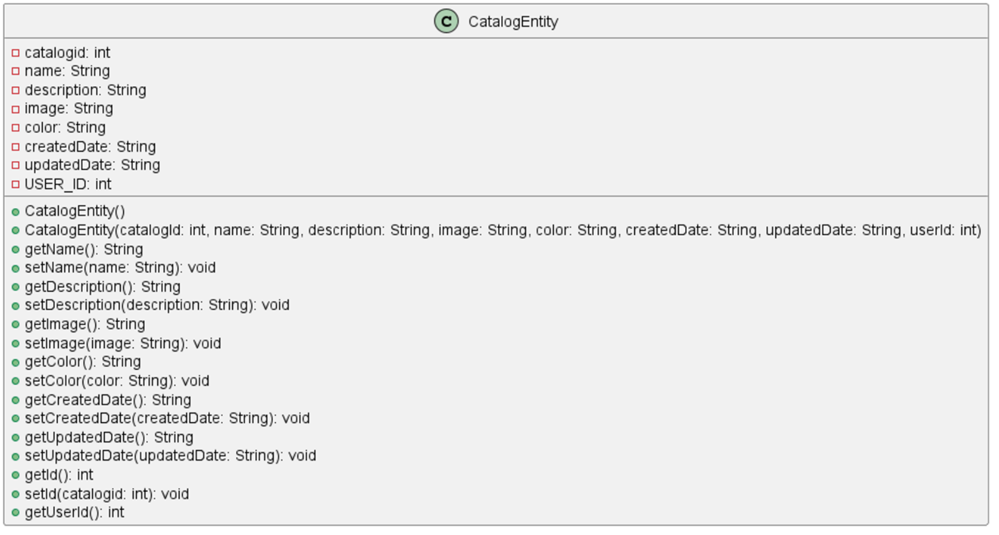 C CatalogEntity
catalogid: int
name: String
description: String
image: String
color: String
createdDate: String
updatedDate: String
USER_ID: int
CatalogEntity()
CatalogEntity(catalogId: int, name: String, description: String, image: String, color: String, createdDate: String, updatedDate: String, userId: int)
getName(): String
setName(name: String): void
getDescription(): String
setDescription(description: String): void
getImage(): String
setImage(image: String): void
getColor(): String
setColor(color: String): void
getCreatedDate(): String
setCreatedDate(createdDate: String): void
getUpdatedDate(): String
setUpdatedDate(updatedDate: String): void
getId(): int
setId(catalogid: int): void
getUserId(): int